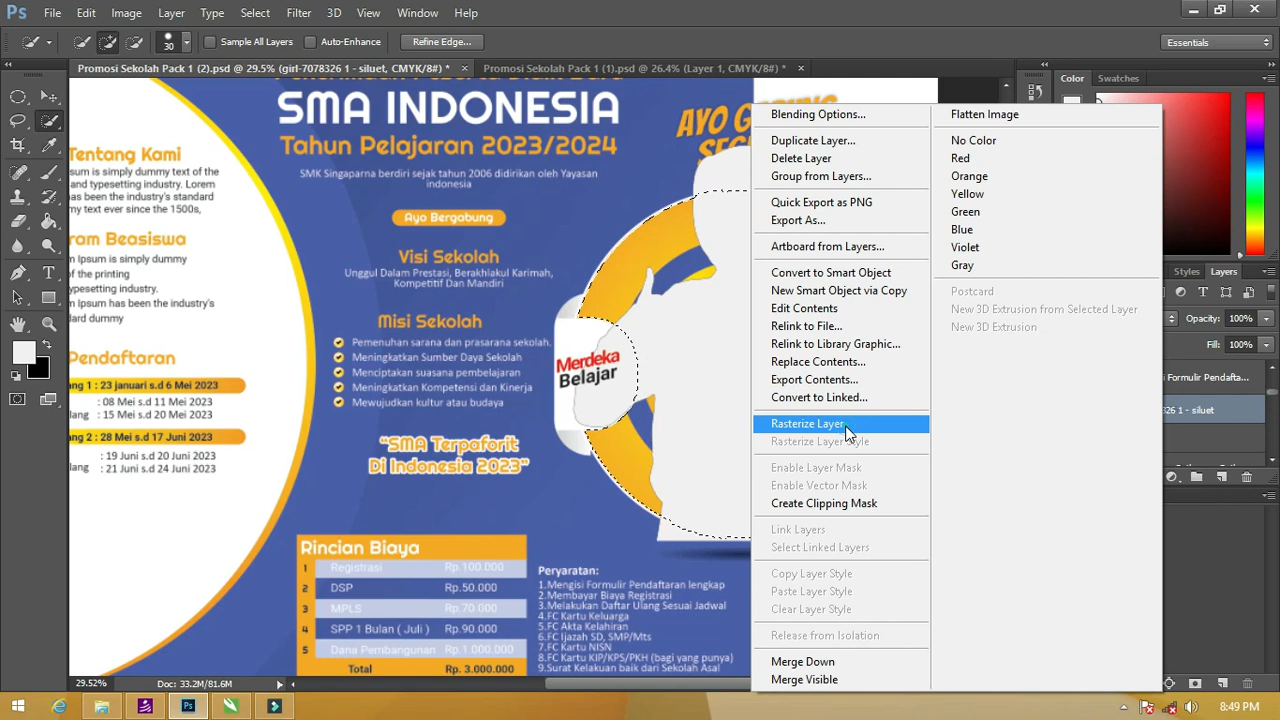 Ps File Edit Image Layer Type Select Filter 3D View Window Help
30 Sample All Layers Auto-Enhance Refine Edge... Essentials
Promosi Sekolah Pack 1 (2).psd @ 29.5% (girl-7078326 1 - siluet, CMYK/8#) * Promosi Sekolah Pack 1 (1).psd @ 26.4% (Layer 1, CMYK/8#) *
Color Swatches
SMA INDONESIA
Tahun Pelajaran 2023/2024
SMK Singaparna berdiri sejak tahun 2006 didirikan oleh Yayasan
indonesia
Ayo Bergabung
Visi Sekolah
Unggul Dalam Prestasi, Berakhlakul Karimah,
Kompetitif Dan Mandiri
Misi Sekolah
Pemenuhan sarana dan prasarana sekolah.
Meningkatkan Sumber Daya Sekolah
Menciptakan suasana pembelajaran
Meningkatkan Kompetensi dan Kinerja
Mewujudkan kultur atau budaya
"SMA Terpaforit
Di Indonesia 2023"
Tentang Kami
sum is simply dummy text of the
and typesetting industry. Lorem
has been the industry's standard
my text ever since the 1500s,
ram Beasiswa
m Ipsum is simply dummy
of the printing
ypesetting industry.
m Ipsum has been the industry's
dard dummy
Pendaftaran
ang 1 : 23 januari s.d 6 Mei 2023
: 08 Mei s.d 11 Mei 2023
lang : 15 Mei s.d 20 Mei 2023
ang 2 : 28 Mei s.d 17 Juni 2023
: 19 Juni s.d 20 Juni 2023
lang : 21 Juni s.d 24 Juni 2023
AYO G
SEG
Merdeka
Belajar
Rincian Biaya
1 Registrasi Rp.100.000
2 DSP Rp.50.000
3 MPLS Rp.70.000
4 SPP 1 Bulan ( Juli ) Rp.90.000
5 Dana Pembangunan Rp.1.000.000
Total Rp. 3.000.000
Peryaratan:
1.Mengisi Formulir Pendaftaran lengkap
2.Membayar Biaya Registrasi
3.Melakukan Daftar Ulang Sesuai Jadwal
4.FC Kartu Keluarga
5.FC Akta Kelahiran
6.FC Ijazah SD, SMP/Mts
7.FC Kartu NISN
8.FC Kartu KIP/KPS/PKH (bagi yang punya)
9.Surat Kelakuan baik dari Sekolah Asal
Blending Options...
Duplicate Layer...
Delete Layer
Group from Layers...
Quick Export as PNG
Export As...
Artboard from Layers...
Convert to Smart Object
New Smart Object via Copy
Edit Contents
Relink to File...
Relink to Library Graphic...
Replace Contents...
Export Contents...
Convert to Linked...
Rasterize Layer
Rasterize Layer Style
Enable Layer Mask
Enable Vector Mask
Create Clipping Mask
Link Layers
Select Linked Layers
Copy Layer Style
Paste Layer Style
Clear Layer Style
Release from Isolation
Merge Down
Merge Visible
Flatten Image
No Color
Red
Orange
Yellow
Green
Blue
Violet
Gray
Postcard
New 3D Extrusion from Selected Layer
New 3D Extrusion
Styles Layers
Opacity: 100%
Fill: 100%
Formulir Pendafta...
326 1 - siluet
29.52% Doc: 33.2M/81.6M
8:49 PM